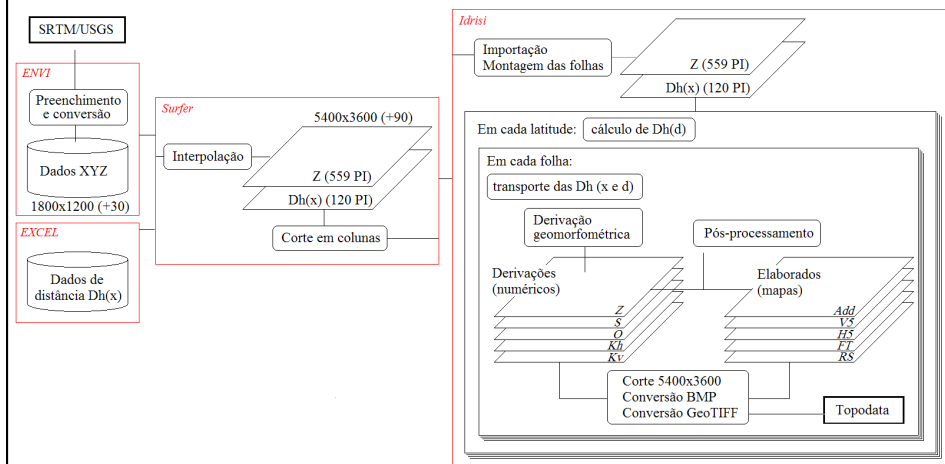 SRTM/USGS
ENVI
Preenchimento
e conversão
Dados XYZ
1800x1200 (+30)
EXCEL
Dados de
distância Dh(x)
Surfer
5400x3600 (+90)
Interpolação
Z (559 PI)
Dh(x) (120 PI)
Corte em colunas
Idrisi
Importação
Montagem das folhas
Z (559 PI)
Dh(x) (120 PI)
Em cada latitude:
cálculo de Dh(d)
Em cada folha:
transporte das Dh (x e d)
Derivação
geomorfométrica
Pós-processamento
Derivações
(numéricos)
Z
S
O
Kh
Kv
Elaborados
(mapas)
Add
V5
H5
FT
RS
Corte 5400x3600
Conversão BMP
Conversão GeoTIFF
Topodata